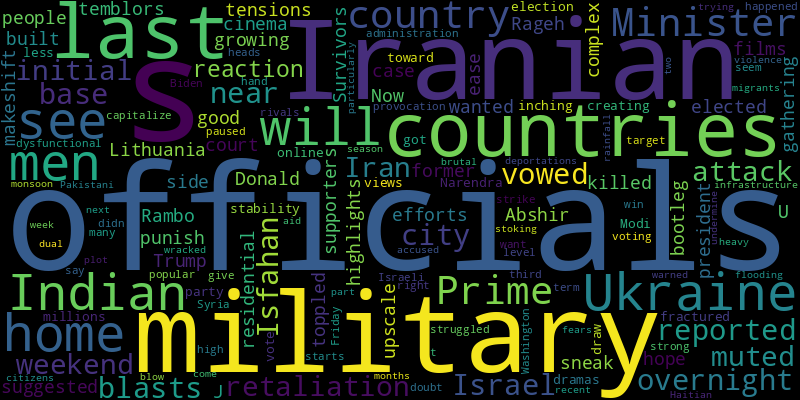 people
temblors
tensions
country
election
Minister
trying
happened
built
last
cinema
Rageh
administration
less
growing
Iranian
toward
complex
films
heads
violence
initial
s
reaction
Survivors
case
ease
two
seem
makeshift
base
near
hand
particularly
Now
Biden
migrants
gathering
see
capitalize
good
wanted
inching
creating
elected
provocation
rivals
paused
will
countries
rainfall
dysfunctional
Lithuania
court
online
season
got
target
men
brutal
former
deportations
attack
monsoon
Pakistani
side
Donald
Iran
views
Narendra
vowed
killed
infrastructure
officials
strike
win
bootleg
president
undermine
U
next
Rambo
stability
supporters
highlights
efforts
Abshir
Modi
week
didn
aid
stoking
voting
heavy
dual
many
punish
Isfahan
city
want
wracked
accused
level
plot
Trump
residential
say
popular
give
toppled
Israeli
right
third
warned
flooding
Indian
party
Syria
part
Prime
term
Ukraine
millions
Friday
upscale
Washington
fractured
home
military
vote
struggled
t
fears
draw
reported
high
starts
strong
weekend
come
sneak
hope
muted
citizens
blow
months
dramas
suggested
blasts
retaliation
doubt
Israel
recent
overnight
Haitian